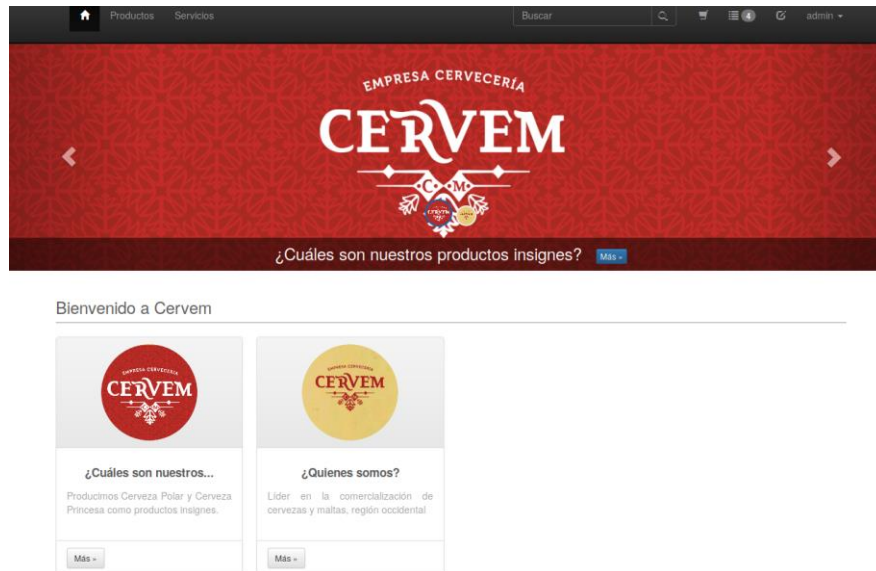 Productos Servicios Buscar 4 admin
EMPRESA CERVECERÍA
CERVEM
C M
CERVEM
¿Cuáles son nuestros productos insignes? Más »
Bienvenido a Cervem
EMPRESA CERVECERÍA
CERVEM
EMPRESA CERVECERÍA
CERVEM
¿Cuáles son nuestros...
Producimos Cerveza Polar y Cerveza
Princesa como productos insignes.
Más »
¿Quienes somos?
Líder en la comercialización de
cervezas y maltas, región occidental
Más »